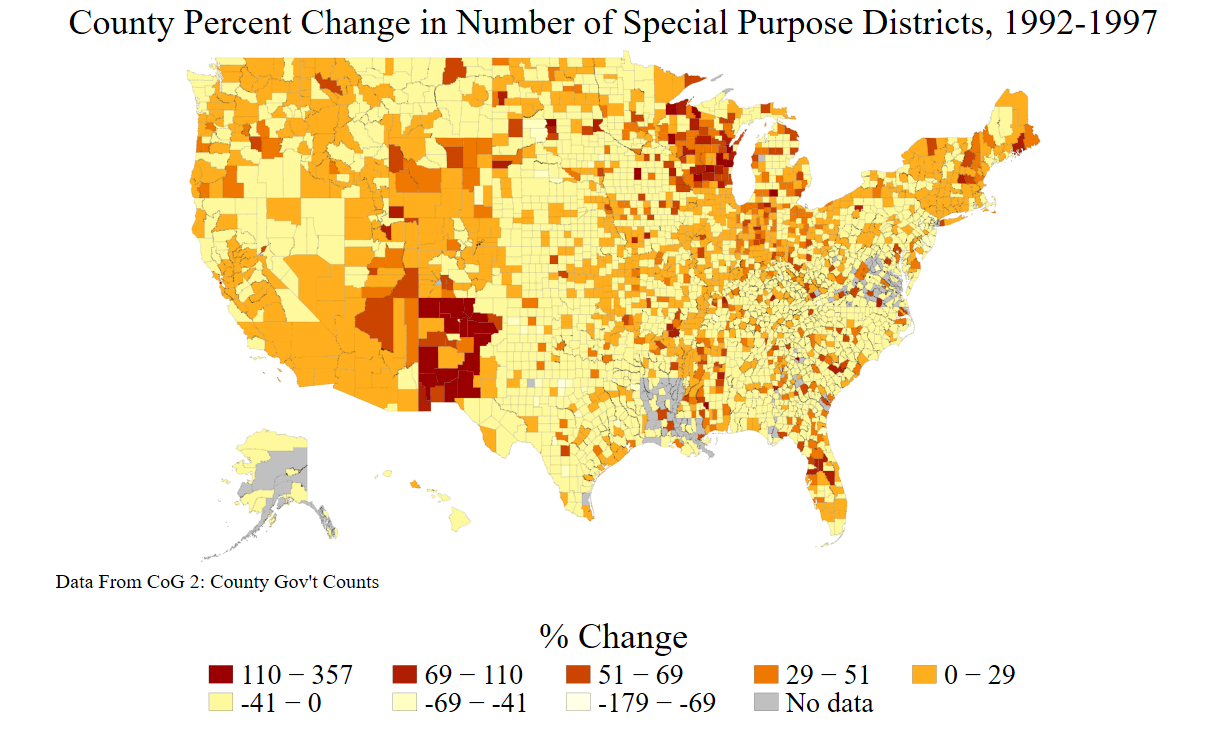 County Percent Change in Number of Special Purpose Districts, 1992-1997
Data From CoG 2: County Gov't Counts
% Change
110 − 357
69 − 110
51 − 69
29 − 51
0 − 29
-41 − 0
-69 − -41
-179 − -69
No data